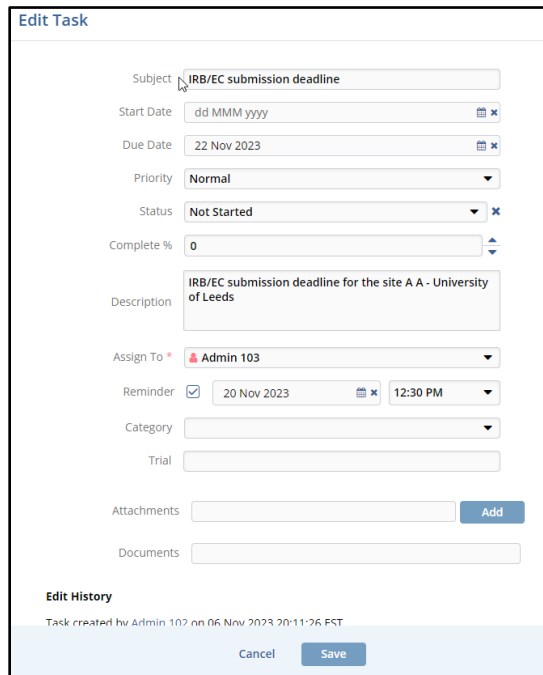 Edit Task
Subject IRB/EC submission deadline
Start Date dd MMM yyyy
Due Date 22 Nov 2023
Priority Normal
Status Not Started
Complete % 0
Description IRB/EC submission deadline for the site A A - University
of Leeds
Assign To * Admin 103
Reminder 20 Nov 2023 12:30 PM
Category
Trial
Attachments Add
Documents
Edit History
Task created by Admin 102 on 06 Nov 2023 20:11:26 EST
Cancel Save